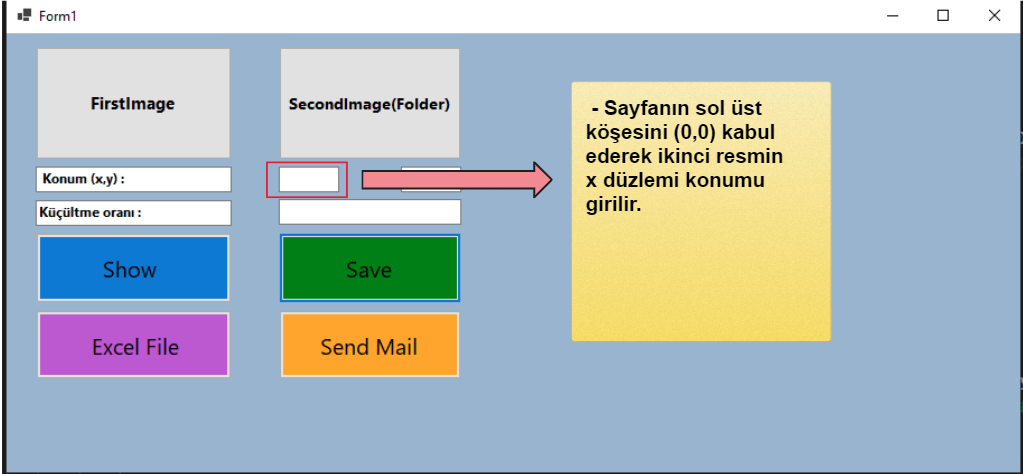 Form1
FirstImage
SecondImage(Folder)
Konum (x,y) :
Küçültme oranı :
Show
Save
Excel File
Send Mail
- Sayfanın sol üst
köşesini (0,0) kabul
ederek ikinci resmin
x düzlemi konumu
girilir.